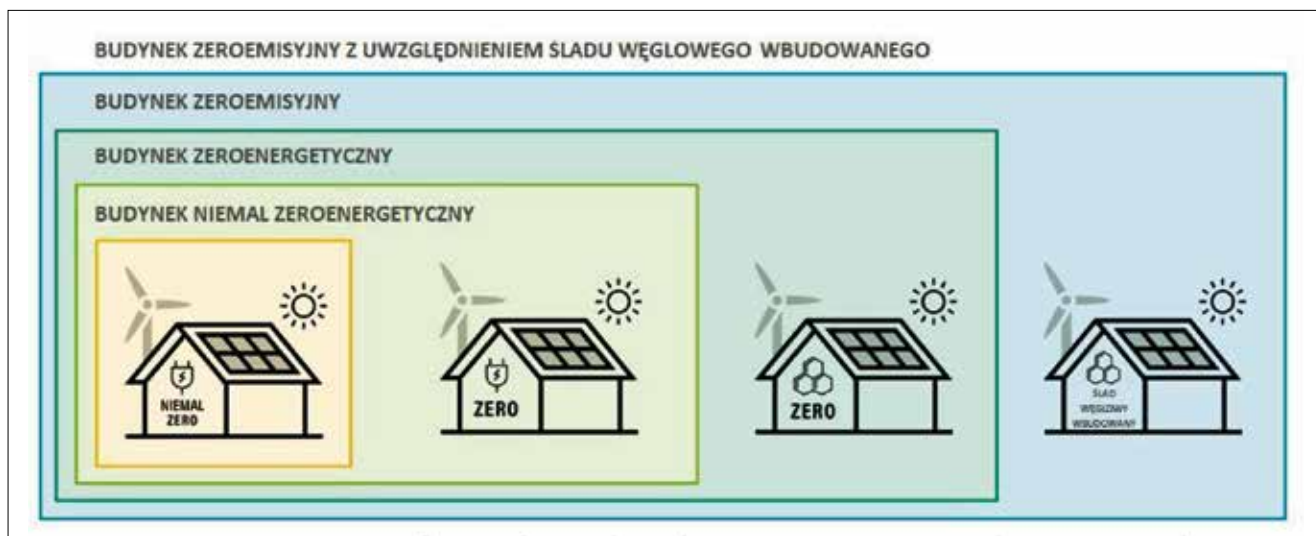 BUDYNEK ZEROEMISYJNY Z UWZGLĘDNIENIEM ŚLADU WĘGLOWEGO WBUDOWANEGO
BUDYNEK ZEROEMISYJNY
BUDYNEK ZEROENERGETYCZNY
BUDYNEK NIEMAL ZEROENERGETYCZNY
NIEMAL
ZERO
ZERO
ZERO
ŚLAD
WĘGLOWY
WBUDOWANY